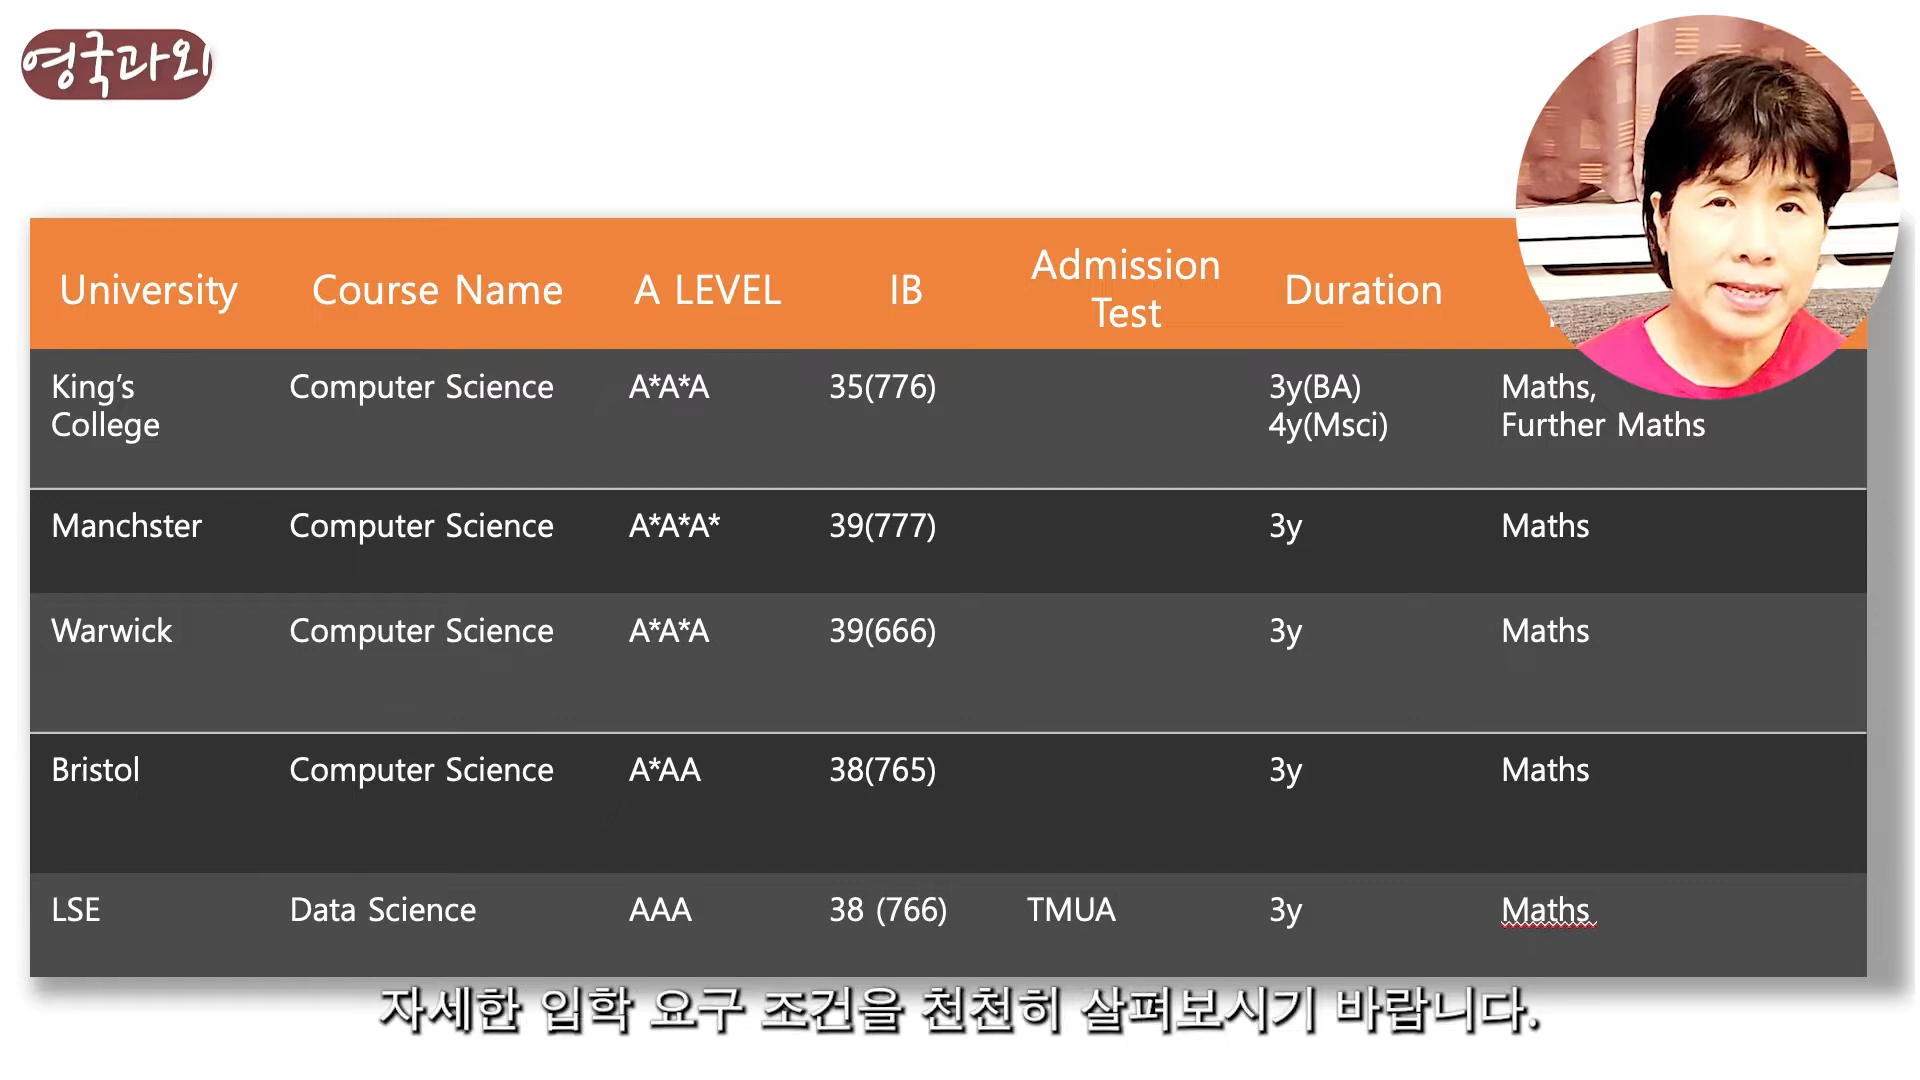 영국과외
University Course Name A LEVEL IB Admission Test Duration
King's College Computer Science A*A*A 35(776) 3y(BA) 4y(Msci) Maths, Further Maths
Manchster Computer Science A*A*A* 39(777) 3y Maths
Warwick Computer Science A*A*A 39(666) 3y Maths
Bristol Computer Science A*AA 38(765) 3y Maths
LSE Data Science AAA 38 (766) TMUA 3y Maths
자세한 입학 요구 조건을 천천히 살펴보시기 바랍니다.